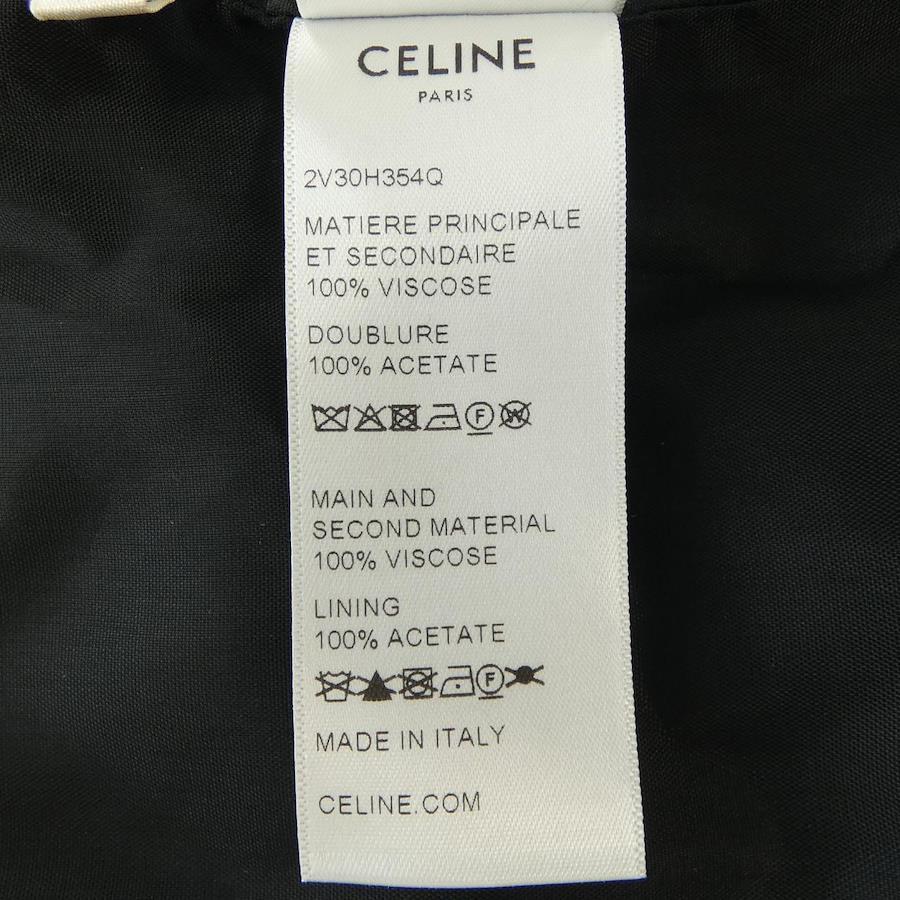 CELINE
PARIS
2V30H354Q
MATIERE PRINCIPALE
ET SECONDAIRE
100% VISCOSE
DOUBLURE
100% ACETATE
F W
MAIN AND
SECOND MATERIAL
100% VISCOSE
LINING
100% ACETATE
F
MADE IN ITALY
CELINE.COM